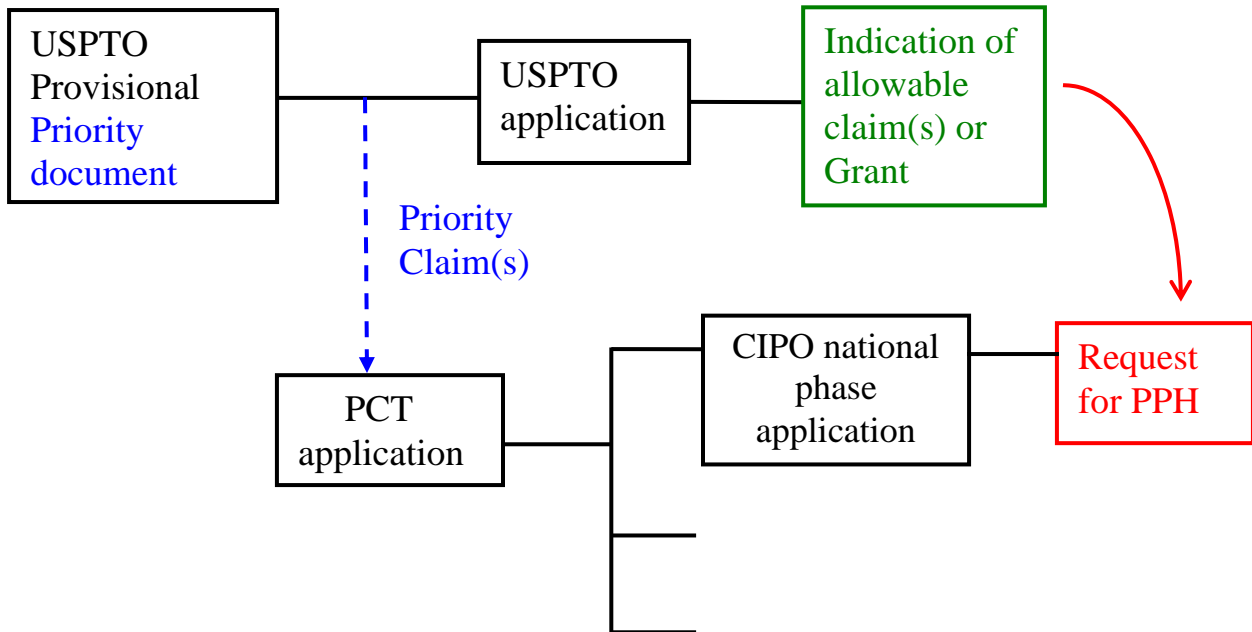 USPTO
Provisional
Priority
document
USPTO
application
Indication of
allowable
claim(s) or
Grant
Priority
Claim(s)
PCT
application
CIPO national
phase
application
Request
for PPH